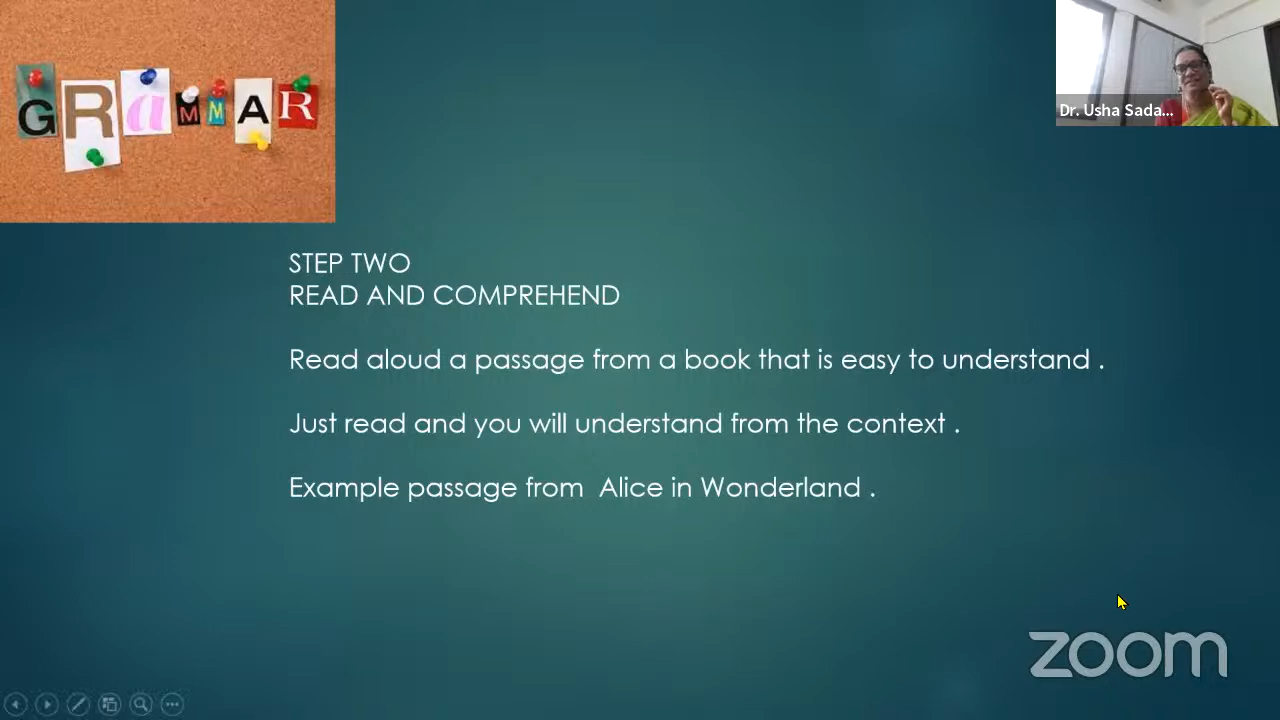 GRaMMAR
Dr. Usha Sada...
STEP TWO
READ AND COMPREHEND
Read aloud a passage from a book that is easy to understand .
Just read and you will understand from the context .
Example passage from  Alice in Wonderland .
zoom